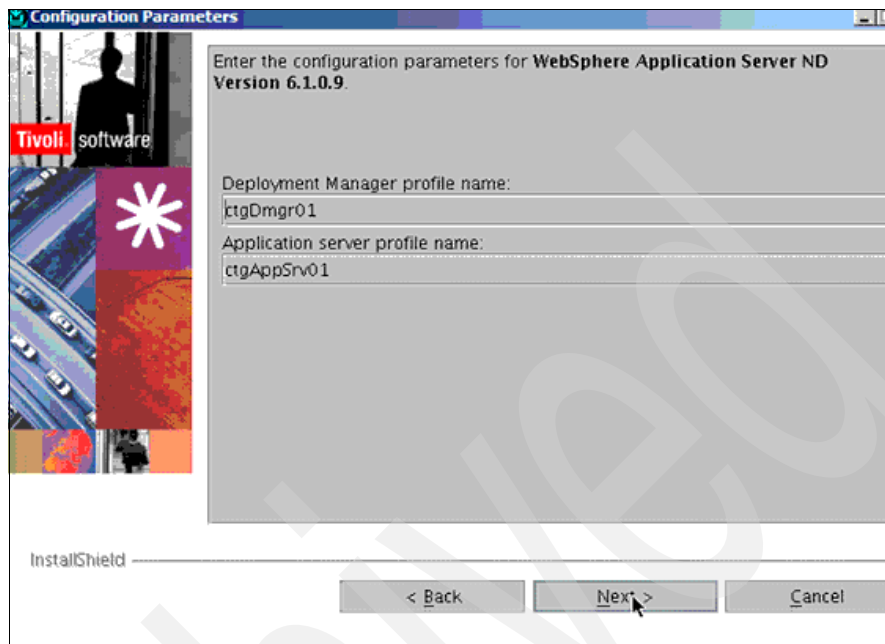 Configuration Parameters
Enter the configuration parameters for WebSphere Application Server ND
Version 6.1.0.9.
Tivoli. software
Deployment Manager profile name:
ctgDmgr01
Application server profile name:
ctgAppSrv01
InstallShield
< Back
Next >
Cancel